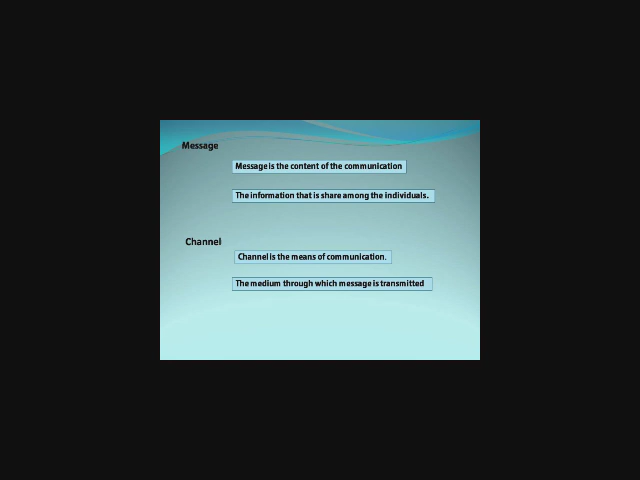 Message
Message is the content of the communication
The information that is share among the individuals.
Channel
Channel is the means of communication.
The medium through which message is transmitted